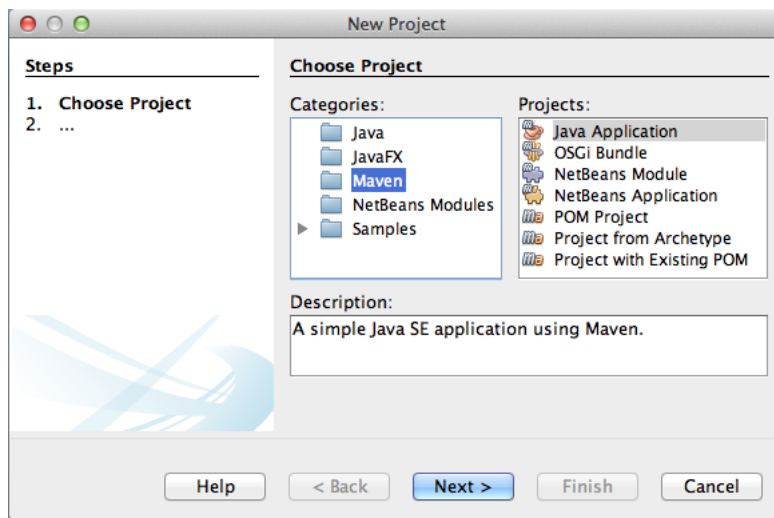 New Project
Steps
1. Choose Project
2. ...
Choose Project
Categories:
Java
JavaFX
Maven
NetBeans Modules
Samples
Projects:
Java Application
OSGi Bundle
NetBeans Module
NetBeans Application
POM Project
Project from Archetype
Project with Existing POM
Description:
A simple Java SE application using Maven.
Help
< Back
Next >
Finish
Cancel